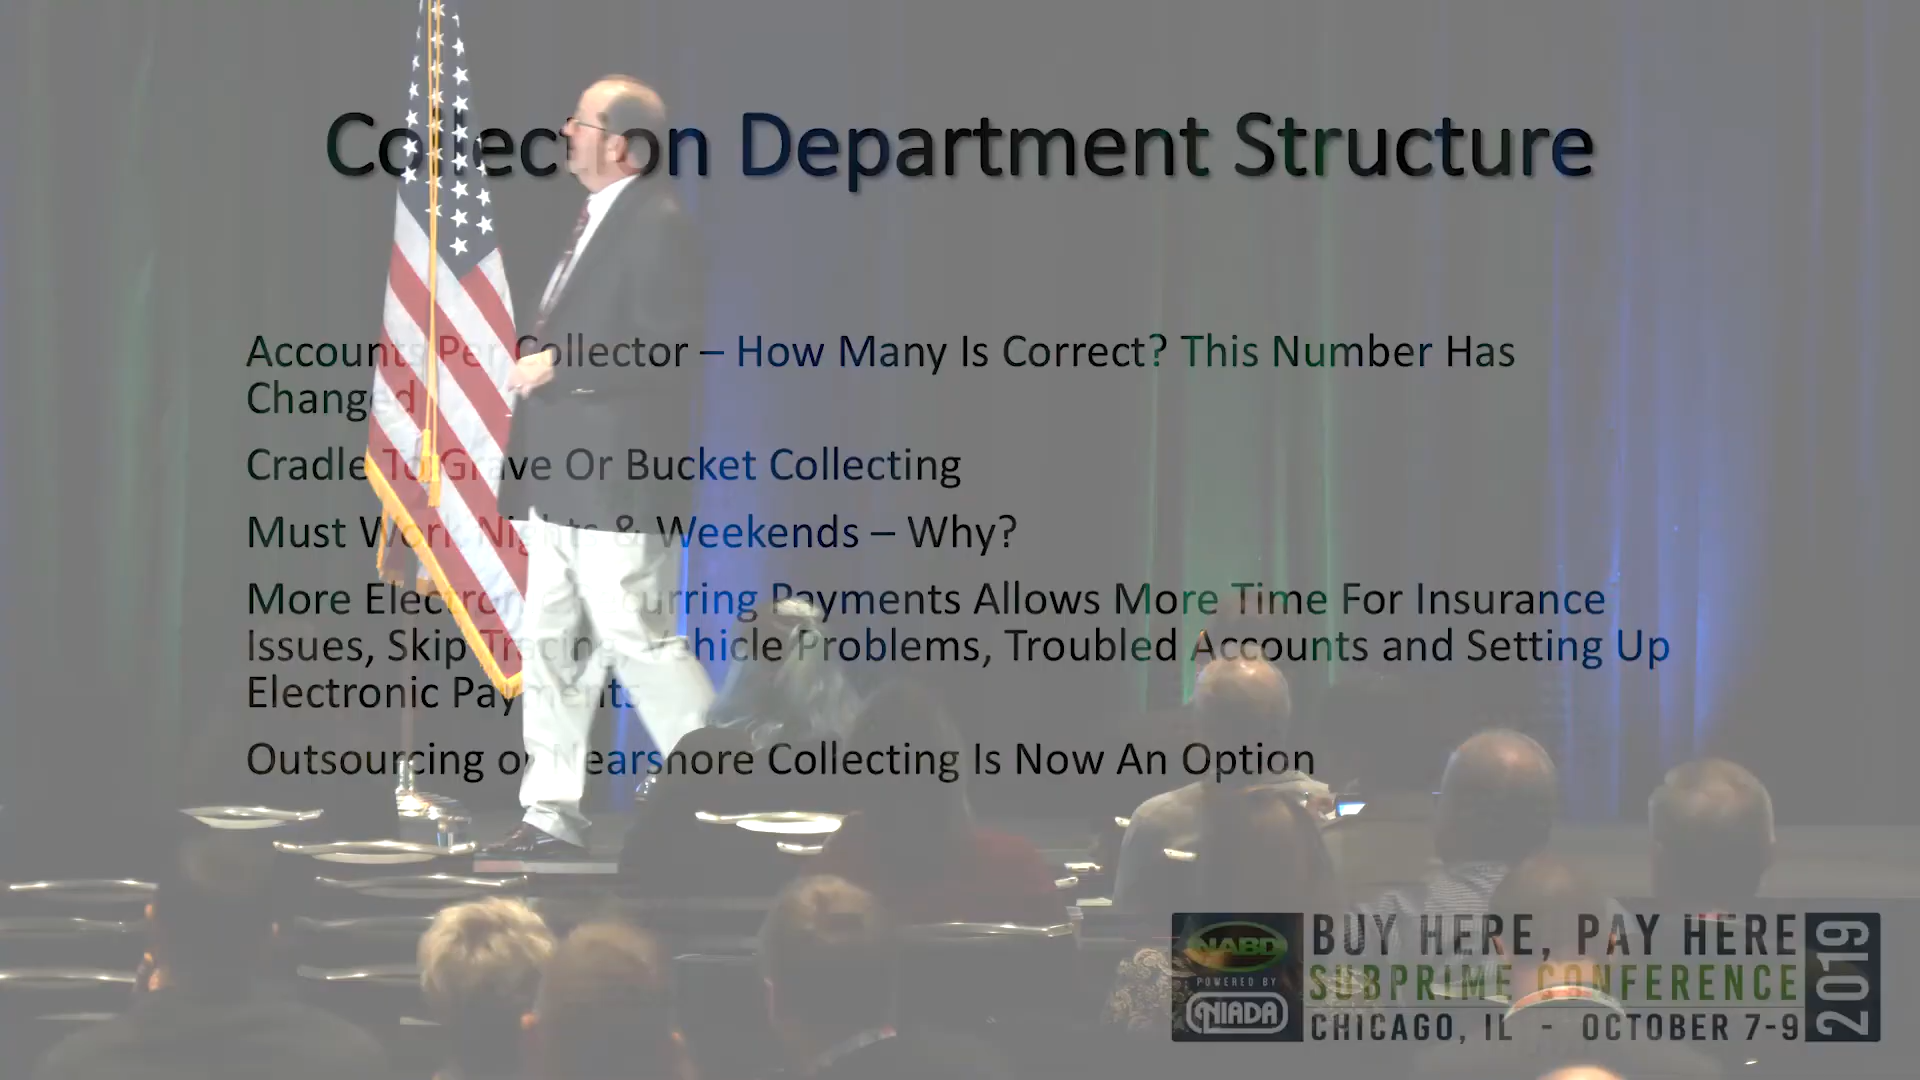 Collection Department Structure
Accounts Per Collector – How Many Is Correct? This Number Has
Changed
Cradle To Grave Or Bucket Collecting
Must Work Nights & Weekends – Why?
More Electronic Recurring Payments Allows More Time For Insurance
Issues, Skip Tracing, Vehicle Problems, Troubled Accounts and Setting Up
Electronic Payments
Outsourcing or Nearshore Collecting Is Now An Option
NABD
POWERED BY
NIADA
BUY HERE, PAY HERE
SUBPRIME CONFERENCE
CHICAGO, IL - OCTOBER 7-9
2019